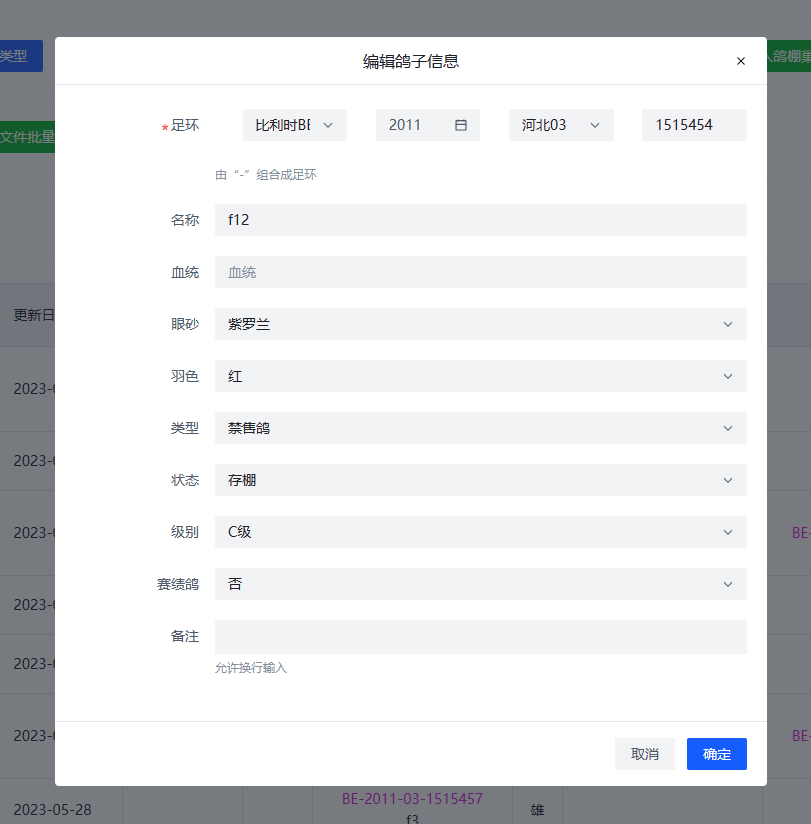 编辑鸽子信息
类型
文件批量
* 足环 比利时BE 2011 河北03 1515454
由“-”组合成足环
名称 f12
血统 血统
眼砂 紫罗兰
羽色 红
类型 禁售鸽
状态 存棚
级别 C级
赛绩鸽 否
备注
允许换行输入
取消 确定
更新日
2023-0
2023-0
2023-0 BE-
2023-0
2023-0
2023-0 BE-
2023-05-28 BE-2011-03-1515457 雄
f3